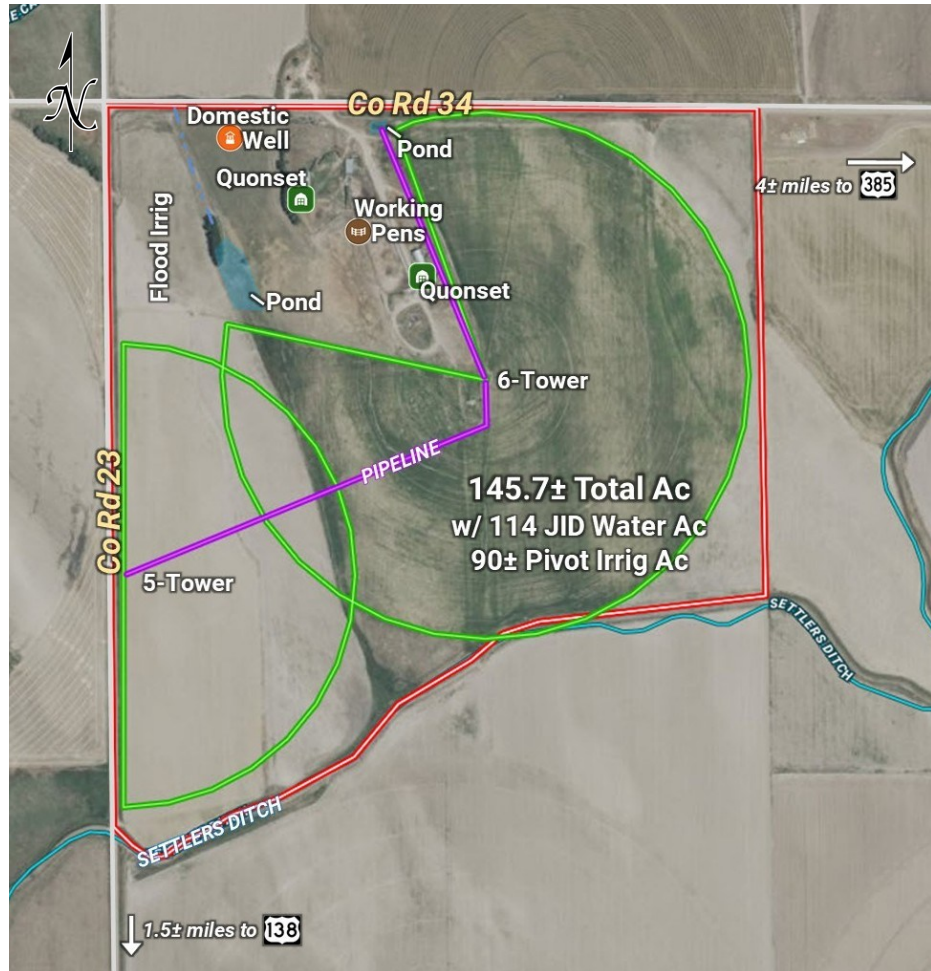 N
Co Rd 34
Domestic
Well
Pond
Quonset
4± miles to 385
Working
Pens
Flood Irrig
Quonset
Pond
6-Tower
PIPELINE
Co Rd 23
145.7± Total Ac
w/ 114 JID Water Ac
90± Pivot Irrig Ac
5-Tower
SETTLERS DITCH
SETTLERS DITCH
1.5± miles to 138